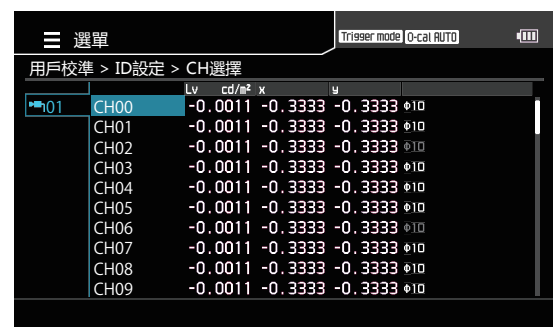 選單 Trigger mode 0-cal AUTO
用戶校準 > ID設定 > CH選擇
Lv cd/m² x y
01 CH00 -0.0011 -0.3333 -0.3333 Φ10
CH01 -0.0011 -0.3333 -0.3333 Φ10
CH02 -0.0011 -0.3333 -0.3333 Φ10
CH03 -0.0011 -0.3333 -0.3333 Φ10
CH04 -0.0011 -0.3333 -0.3333 Φ10
CH05 -0.0011 -0.3333 -0.3333 Φ10
CH06 -0.0011 -0.3333 -0.3333 Φ10
CH07 -0.0011 -0.3333 -0.3333 Φ10
CH08 -0.0011 -0.3333 -0.3333 Φ10
CH09 -0.0011 -0.3333 -0.3333 Φ10